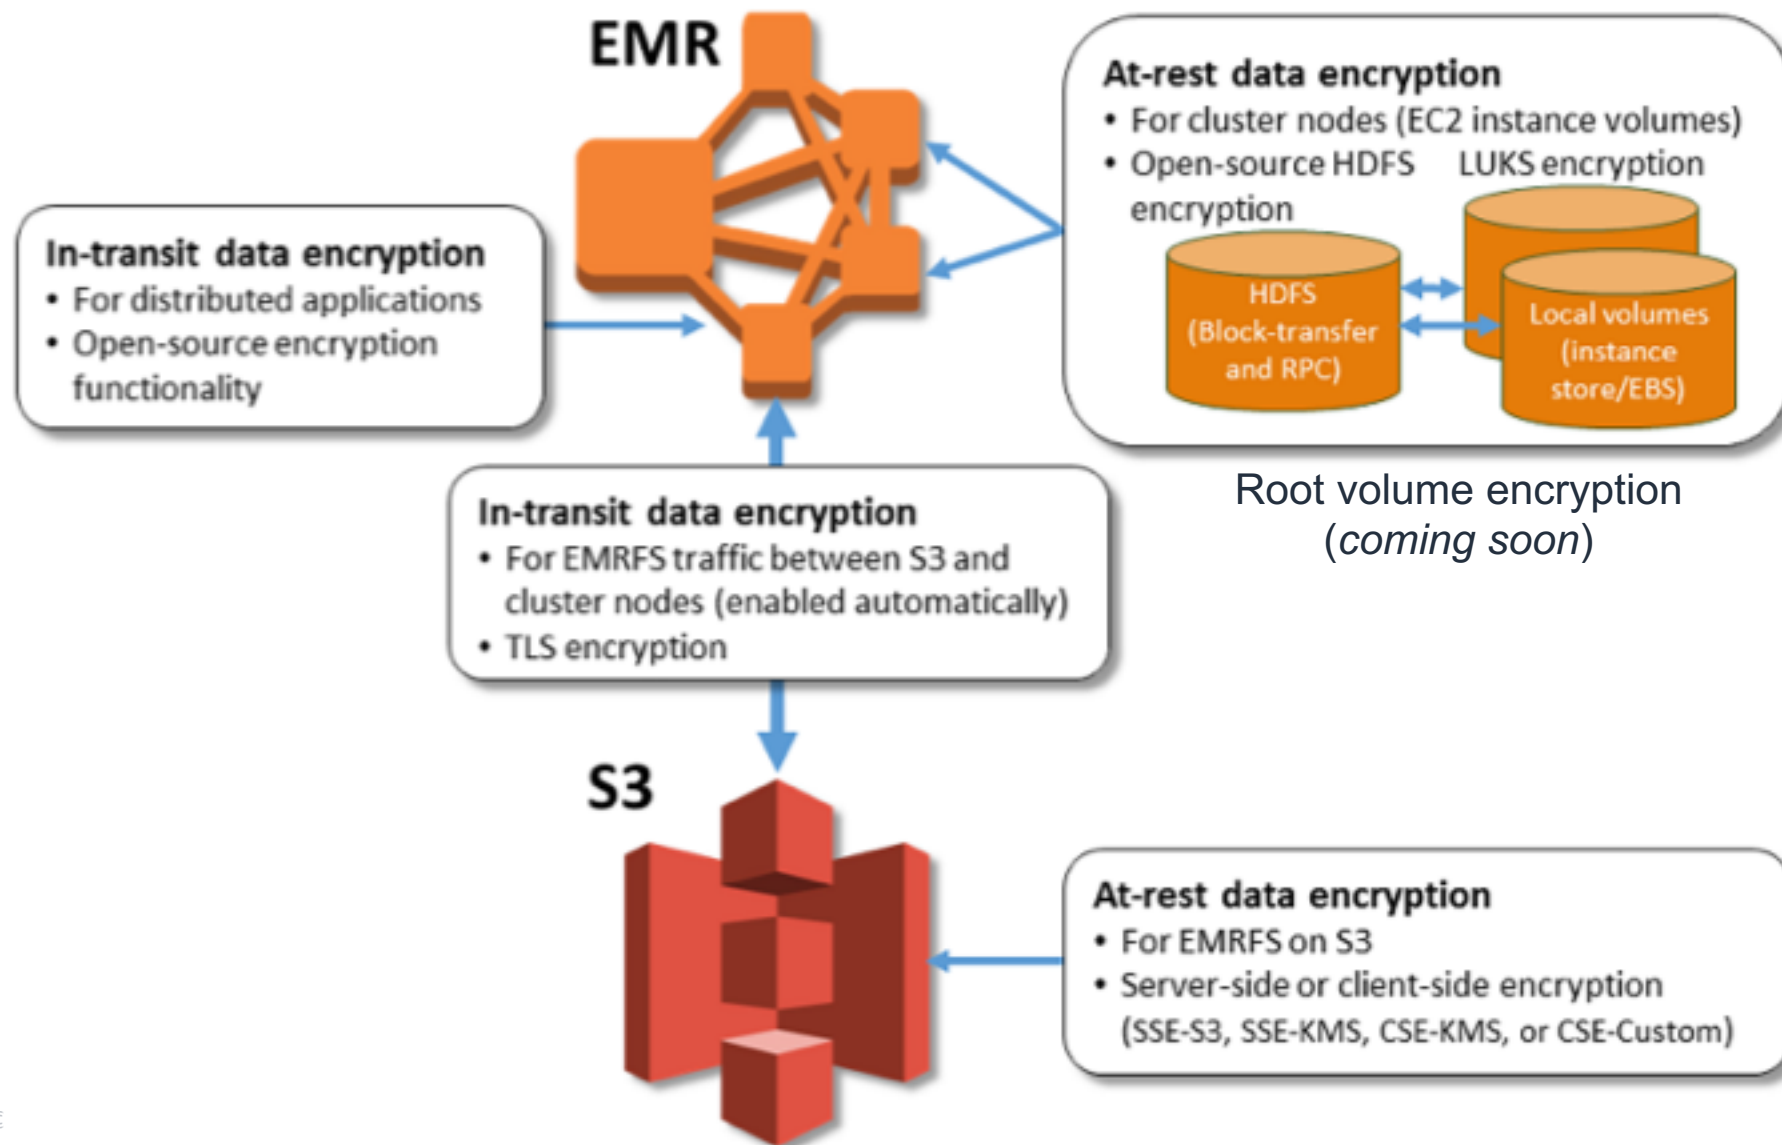 EMR
At-rest data encryption
• For cluster nodes (EC2 instance volumes)
• Open-source HDFS
encryption
LUKS encryption
HDFS
(Block-transfer
and RPC)
Local volumes
(instance
store/EBS)
Root volume encryption
(coming soon)
In-transit data encryption
• For distributed applications
• Open-source encryption
functionality
In-transit data encryption
• For EMRFS traffic between S3 and
cluster nodes (enabled automatically)
• TLS encryption
S3
At-rest data encryption
• For EMRFS on S3
• Server-side or client-side encryption
(SSE-S3, SSE-KMS, CSE-KMS, or CSE-Custom)